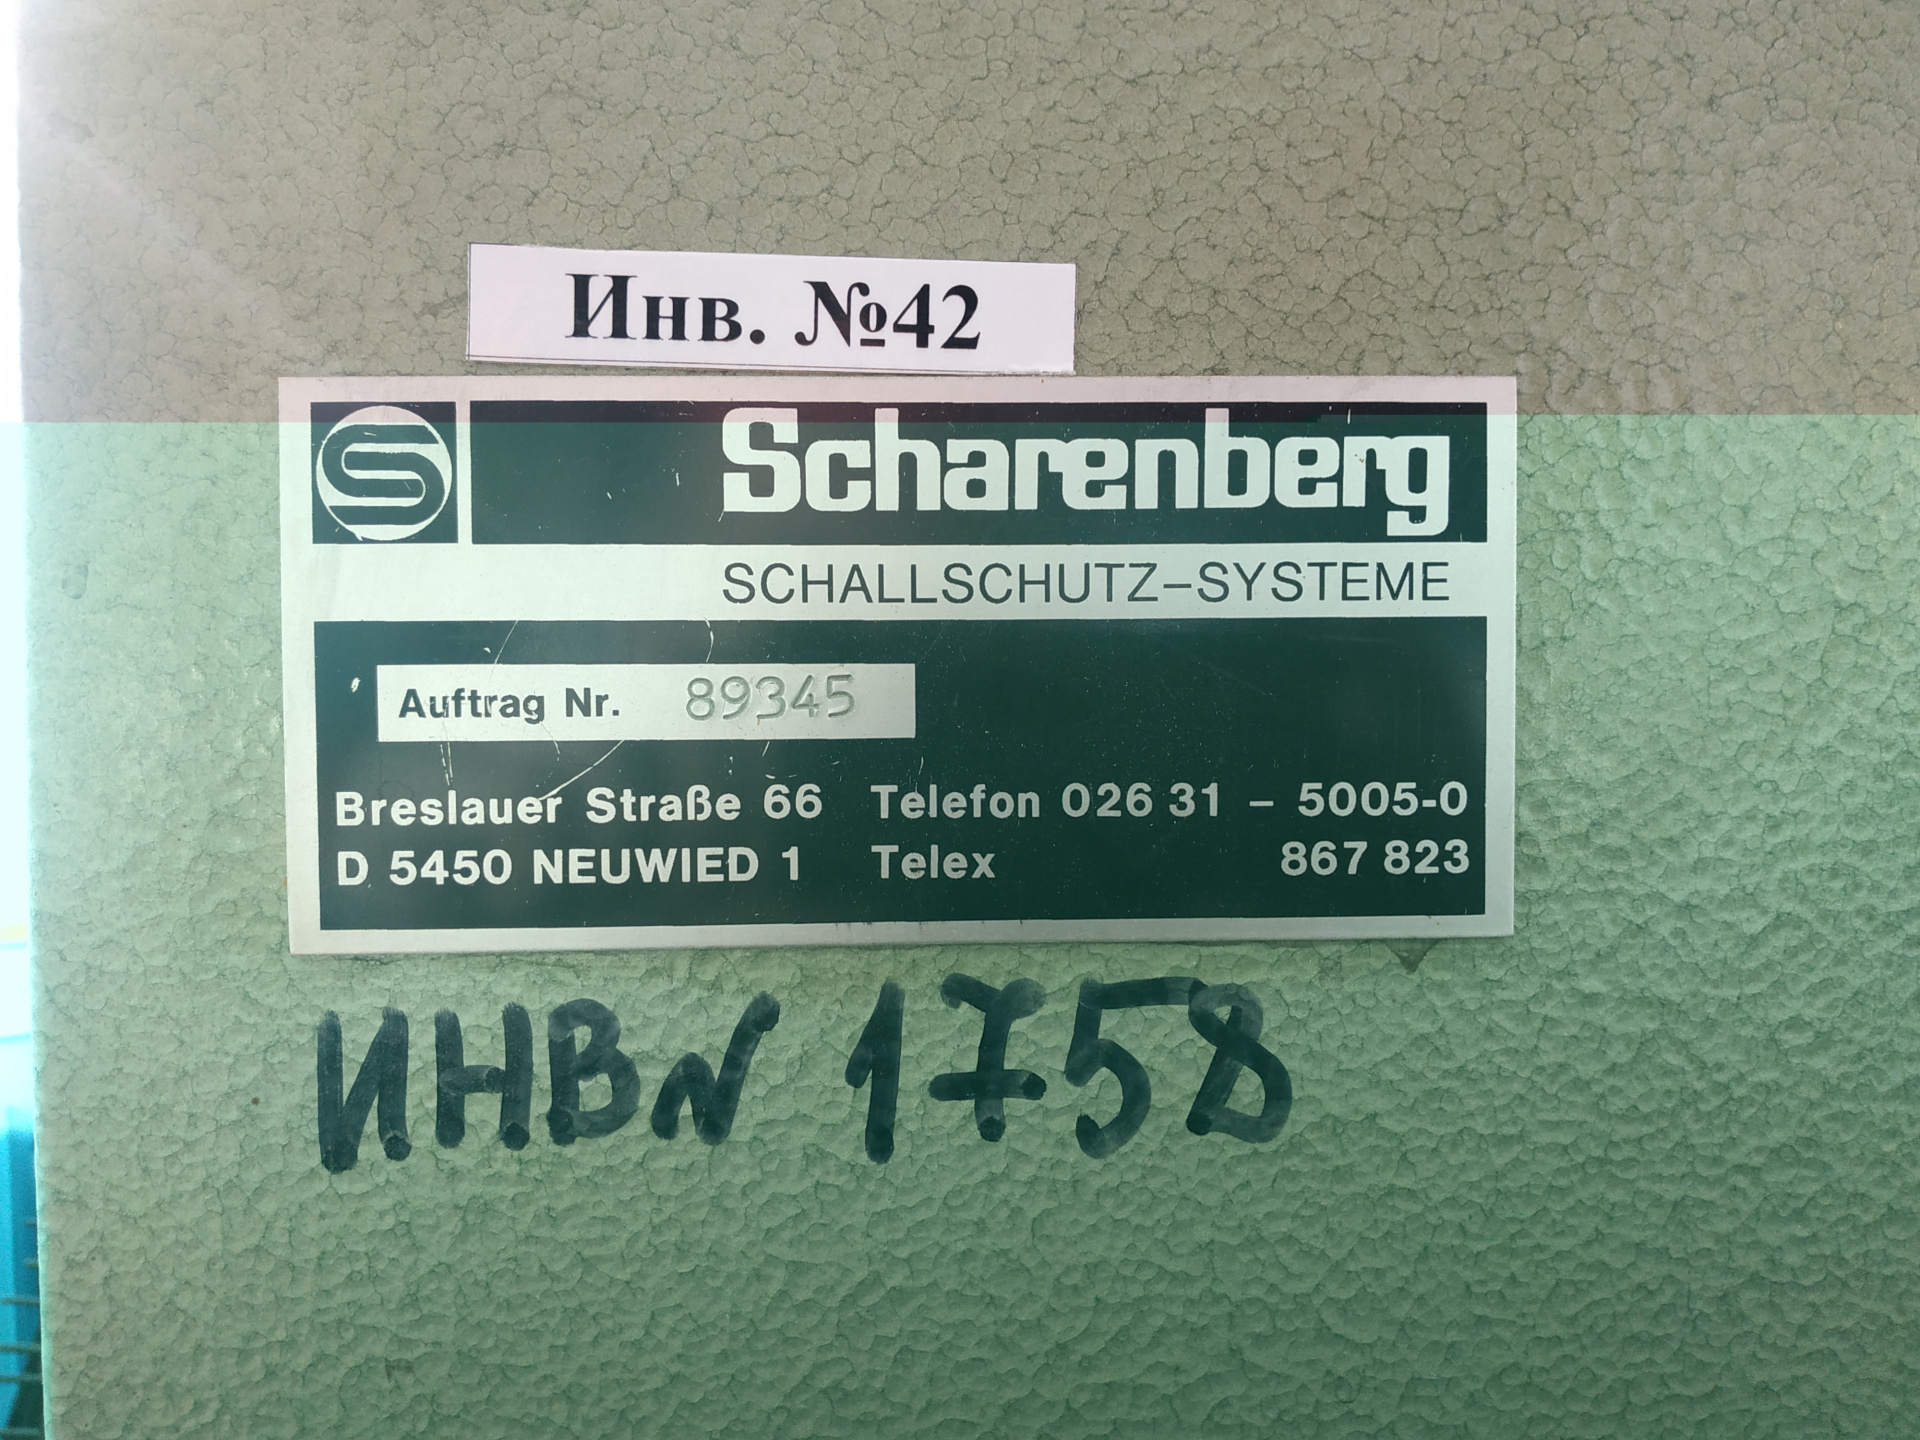 Инв. №42
Scharenberg
SCHALLSCHUTZ-SYSTEME
Auftrag Nr. 89345
Breslauer Straße 66 Telefon 026 31 – 5005-0
D 5450 NEUWIED 1 Telex 867 823
ИНВN 1758